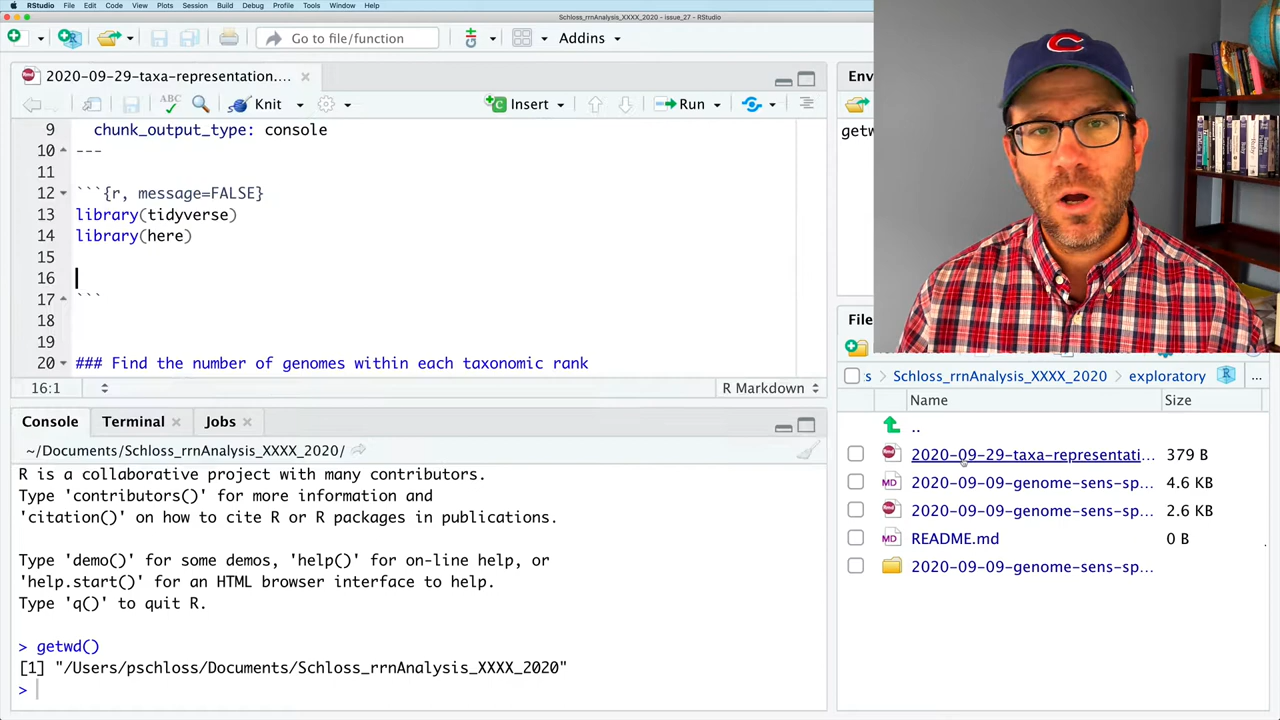 RStudio File Edit Code View Plots Session Build Debug Profile Tools Window Help
Schloss_rrnAnalysis_XXXX_2020 - issue_27 - RStudio
Go to file/function
Addins
2020-09-29-taxa-representation....
ABC
Knit
Insert
Run
9 chunk_output_type: console
10 ---
11
12 ```{r, message=FALSE}
13 library(tidyverse)
14 library(here)
15
16
17 ```
18
19
20 ### Find the number of genomes within each taxonomic rank
16:1
R Markdown
Console
Terminal
Jobs
~/Documents/Schloss_rrnAnalysis_XXXX_2020/
R is a collaborative project with many contributors.
Type 'contributors()' for more information and
'citation()' on how to cite R or R packages in publications.
Type 'demo()' for some demos, 'help()' for on-line help, or
'help.start()' for an HTML browser interface to help.
Type 'q()' to quit R.
> getwd()
[1] "/Users/pschloss/Documents/Schloss_rrnAnalysis_XXXX_2020"
>
Env
getw
C
File
s > Schloss_rrnAnalysis_XXXX_2020 > exploratory
...
Name
Size
..
2020-09-29-taxa-representati... 379 B
MD 2020-09-09-genome-sens-sp... 4.6 KB
2020-09-09-genome-sens-sp... 2.6 KB
MD README.md 0 B
2020-09-09-genome-sens-sp...